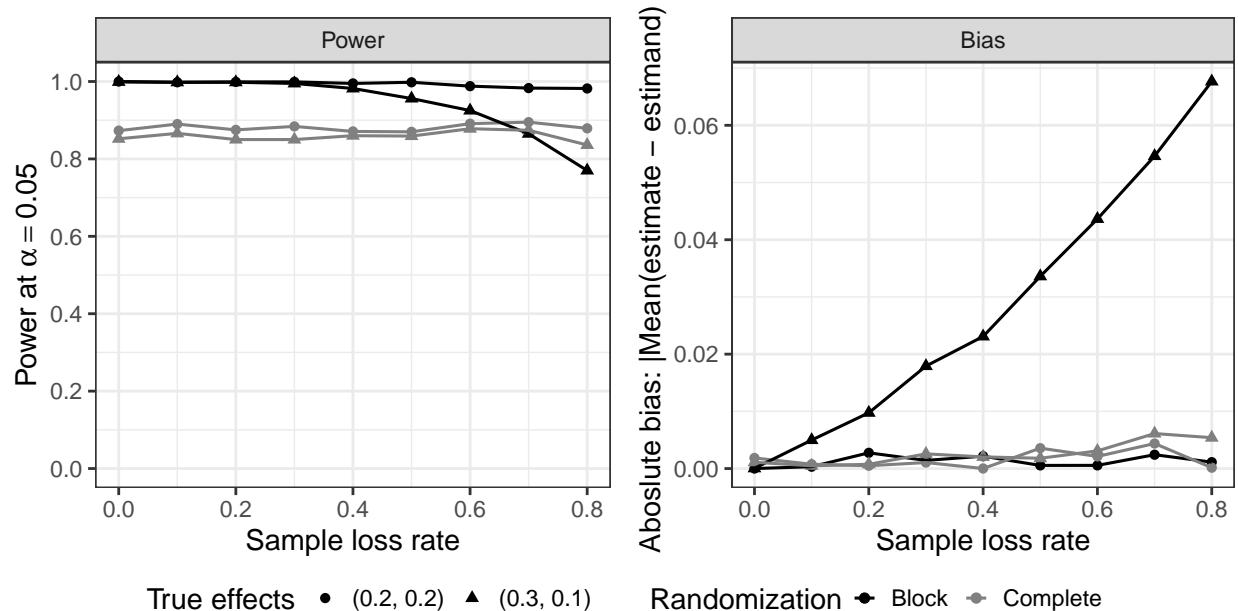 Power
Power at α = 0.05
1.0
0.8
0.6
0.4
0.2
0.0
0.0 0.2 0.4 0.6 0.8
Sample loss rate
Bias
Aboslute bias: |Mean(estimate − estimand)
0.06
0.04
0.02
0.00
0.0 0.2 0.4 0.6 0.8
Sample loss rate
True effects (0.2, 0.2) (0.3, 0.1) Randomization Block Complete